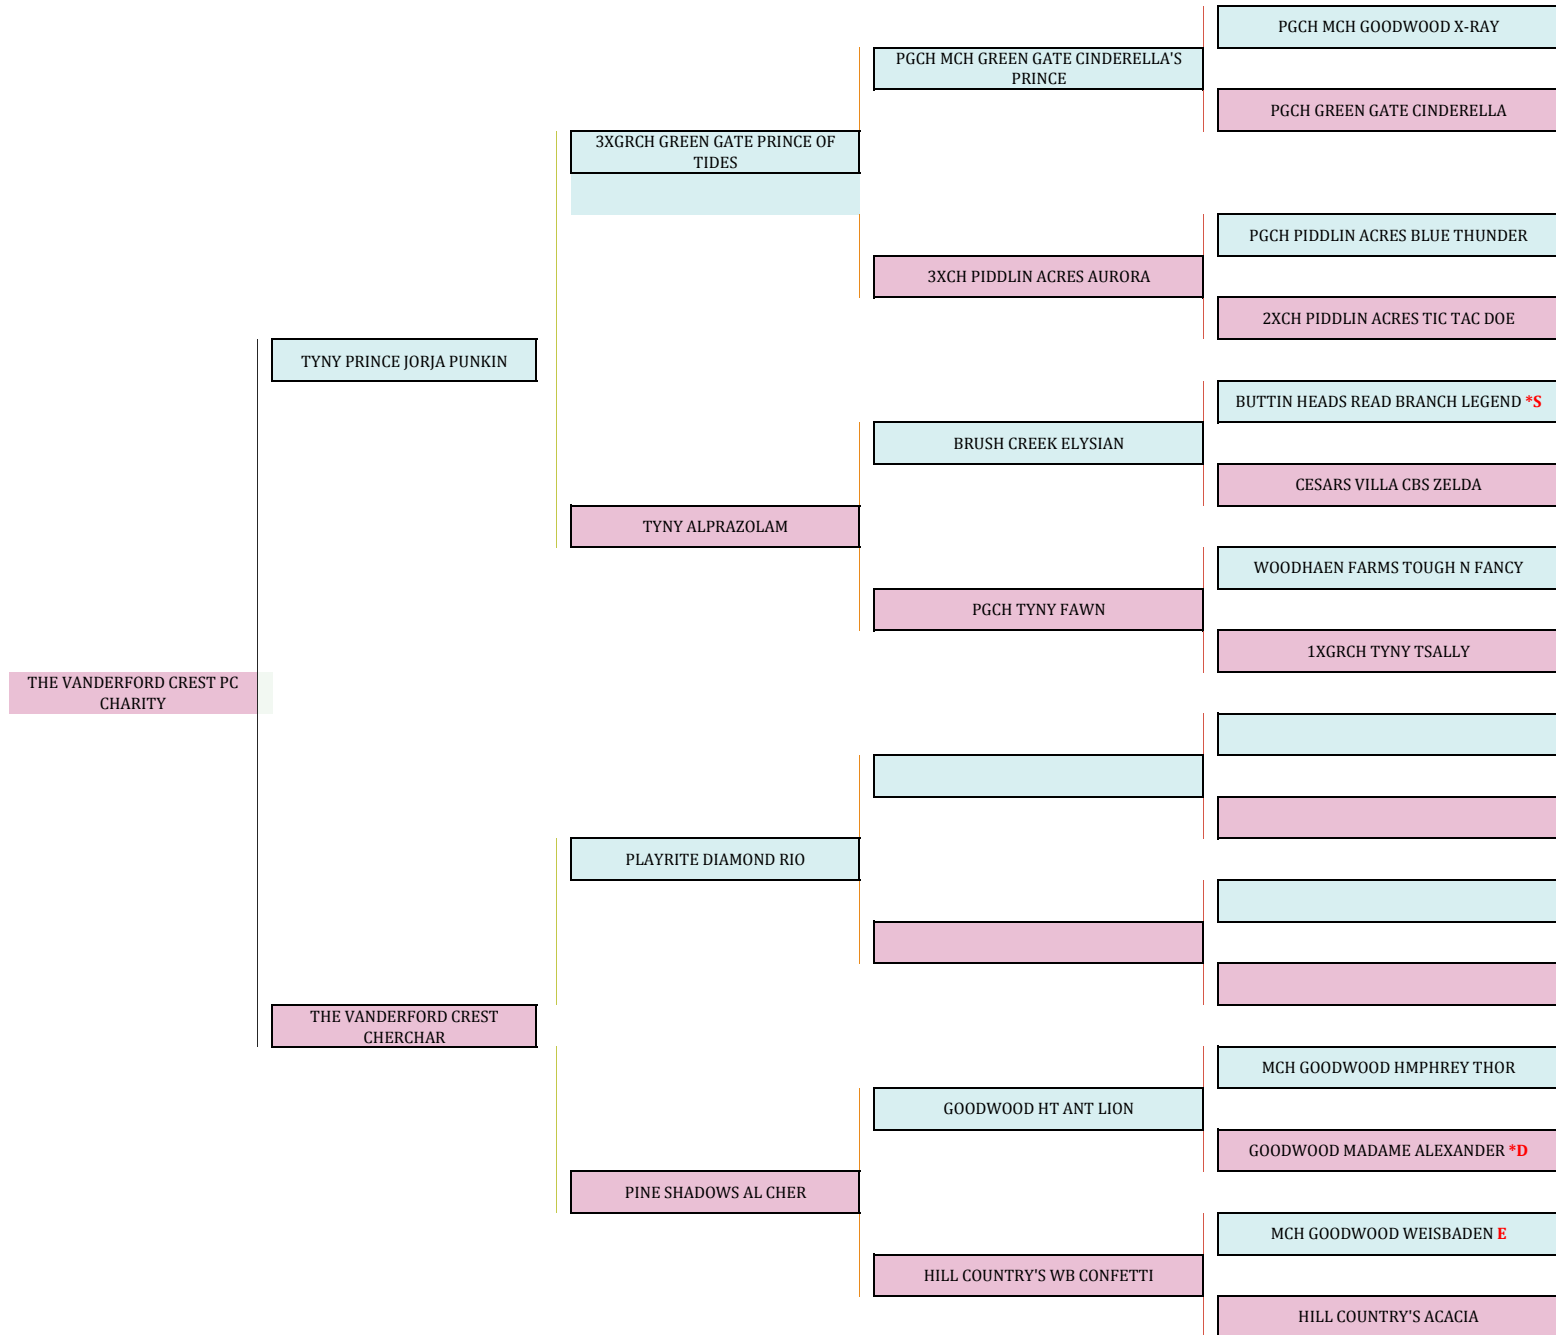 PGCH MCH GOODWOOD X-RAY
PGCH MCH GREEN GATE CINDERELLA'S
PRINCE
PGCH GREEN GATE CINDERELLA
3XGRCH GREEN GATE PRINCE OF
TIDES
PGCH PIDDLIN ACRES BLUE THUNDER
3XCH PIDDLIN ACRES AURORA
2XCH PIDDLIN ACRES TIC TAC DOE
TYNY PRINCE JORJA PUNKIN
BUTTIN HEADS READ BRANCH LEGEND *S
BRUSH CREEK ELYSIAN
CESARS VILLA CBS ZELDA
TYNY ALPRAZOLAM
WOODHAEN FARMS TOUGH N FANCY
PGCH TYNY FAWN
1XGRCH TYNY TSALLY
THE VANDERFORD CREST PC
CHARITY
PLAYRITE DIAMOND RIO
THE VANDERFORD CREST
CHERCHAR
MCH GOODWOOD HMPHREY THOR
GOODWOOD HT ANT LION
GOODWOOD MADAME ALEXANDER *D
PINE SHADOWS AL CHER
MCH GOODWOOD WEISBADEN E
HILL COUNTRY'S WB CONFETTI
HILL COUNTRY'S ACACIA